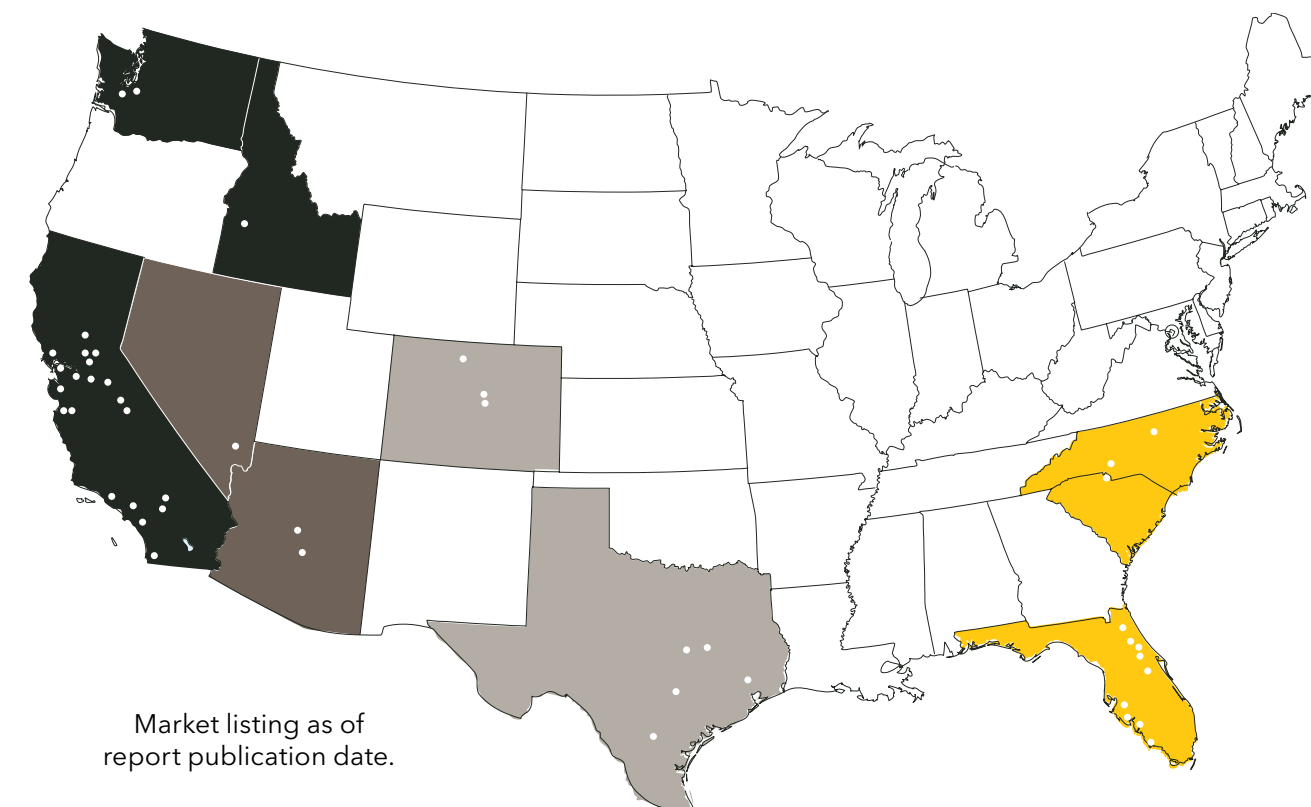 Market listing as of
report publication date.